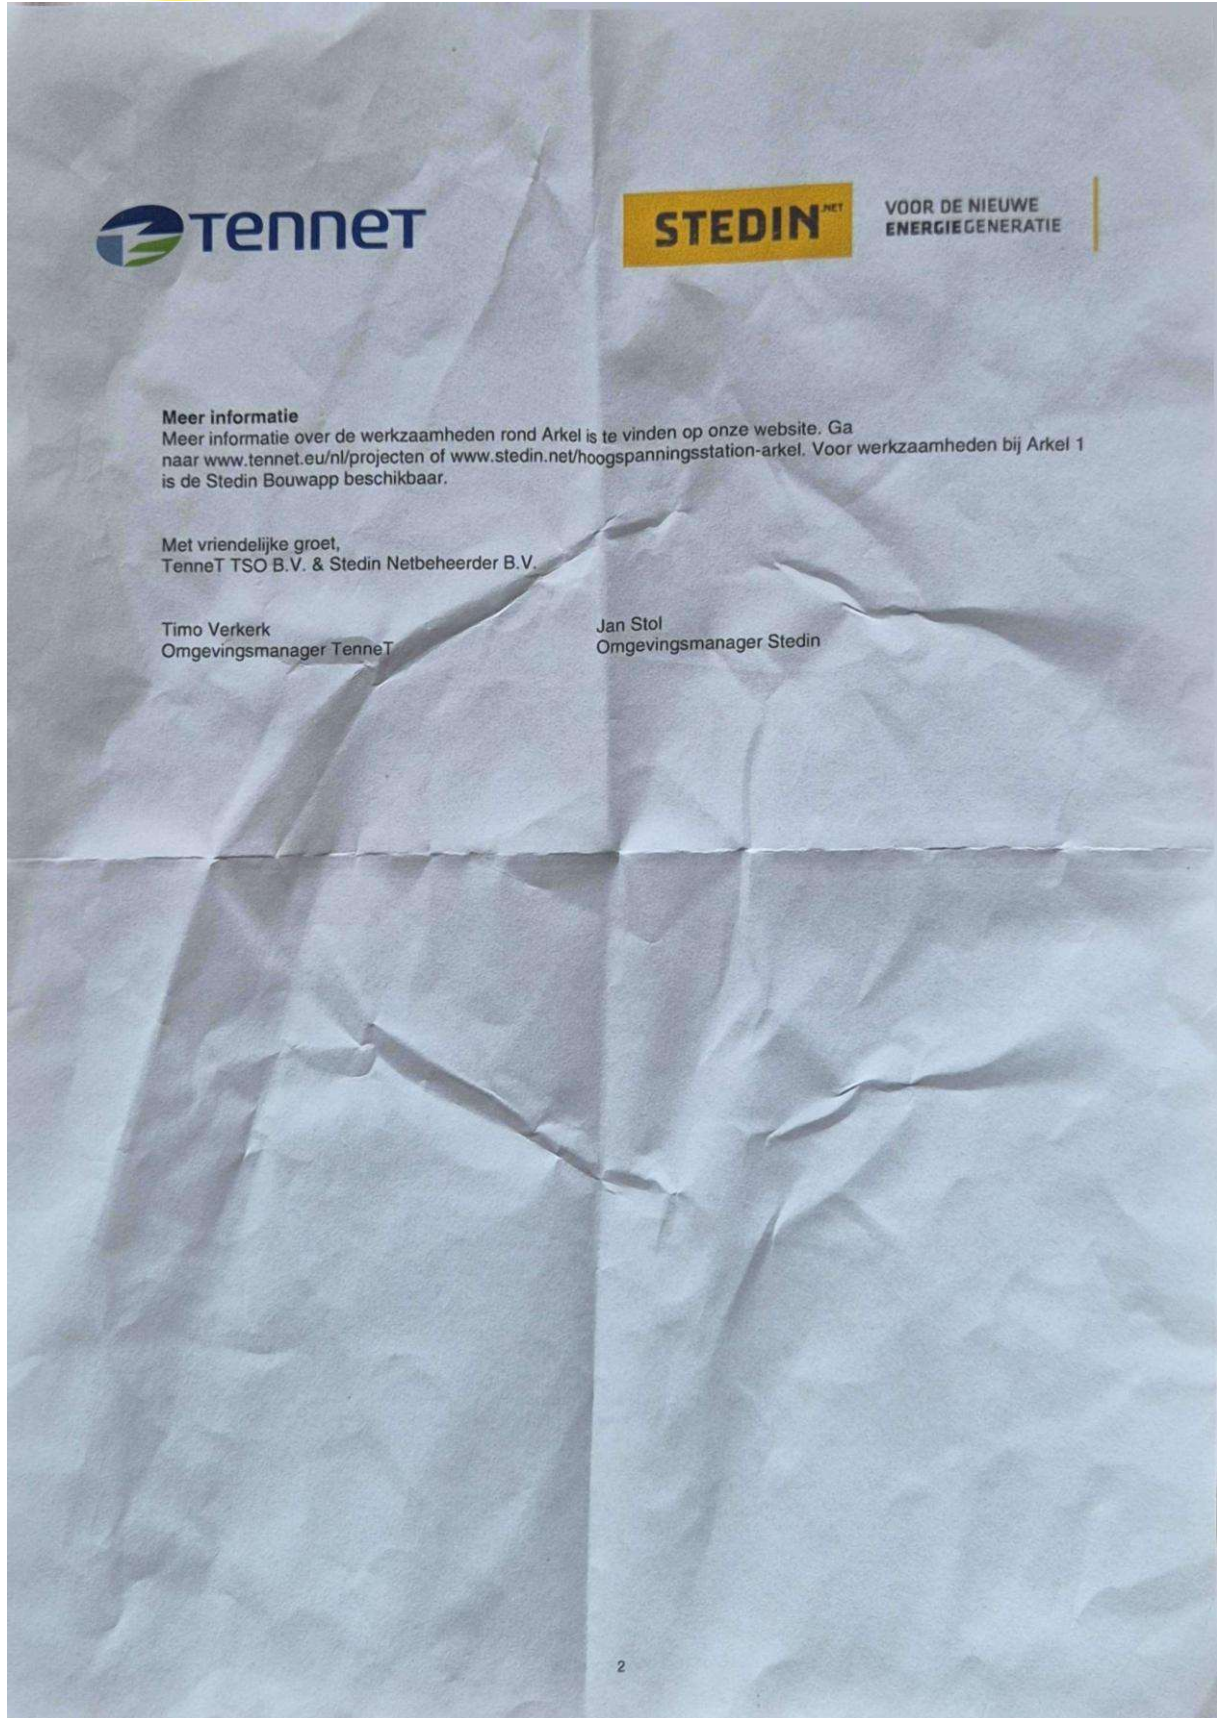 TenneT
STEDIN.NET
VOOR DE NIEUWE
ENERGIEGENERATIE
Meer informatie
Meer informatie over de werkzaamheden rond Arkel is te vinden op onze website. Ga
naar www.tennet.eu/nl/projecten of www.stedin.net/hoogspanningsstation-arkel. Voor werkzaamheden bij Arkel 1
is de Stedin Bouwapp beschikbaar.
Met vriendelijke groet,
TenneT TSO B.V. & Stedin Netbeheerder B.V.
Timo Verkerk
Omgevingsmanager TenneT
Jan Stol
Omgevingsmanager Stedin
2